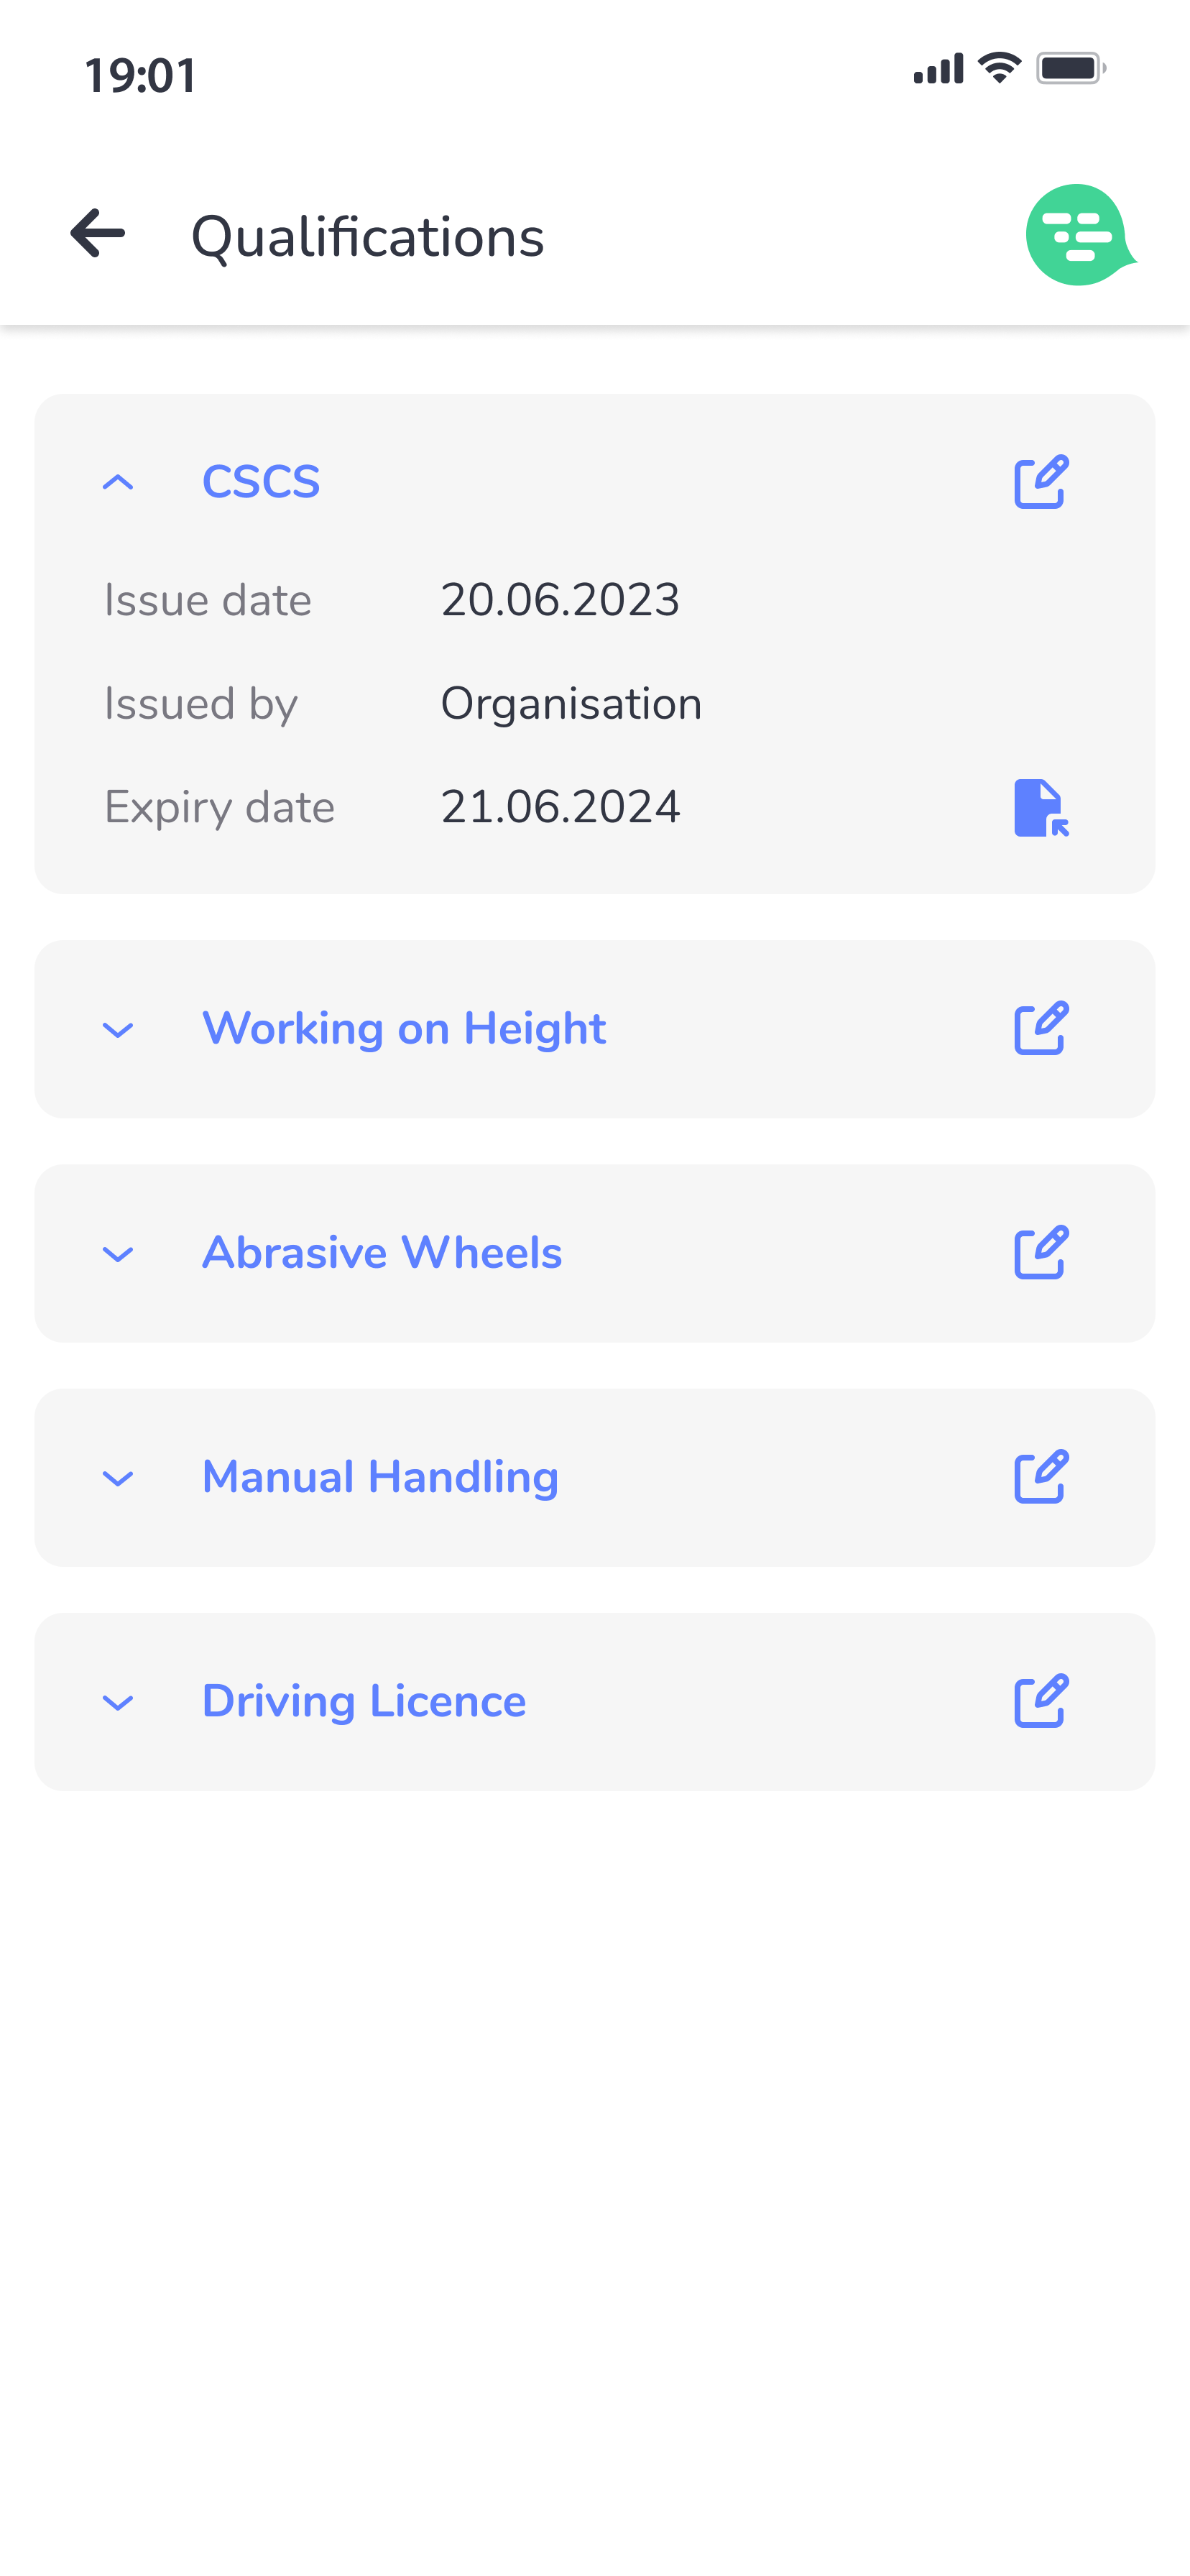 19:01
Qualifications
CSCS
Issue date 20.06.2023
Issued by Organisation
Expiry date 21.06.2024
Working on Height
Abrasive Wheels
Manual Handling
Driving Licence